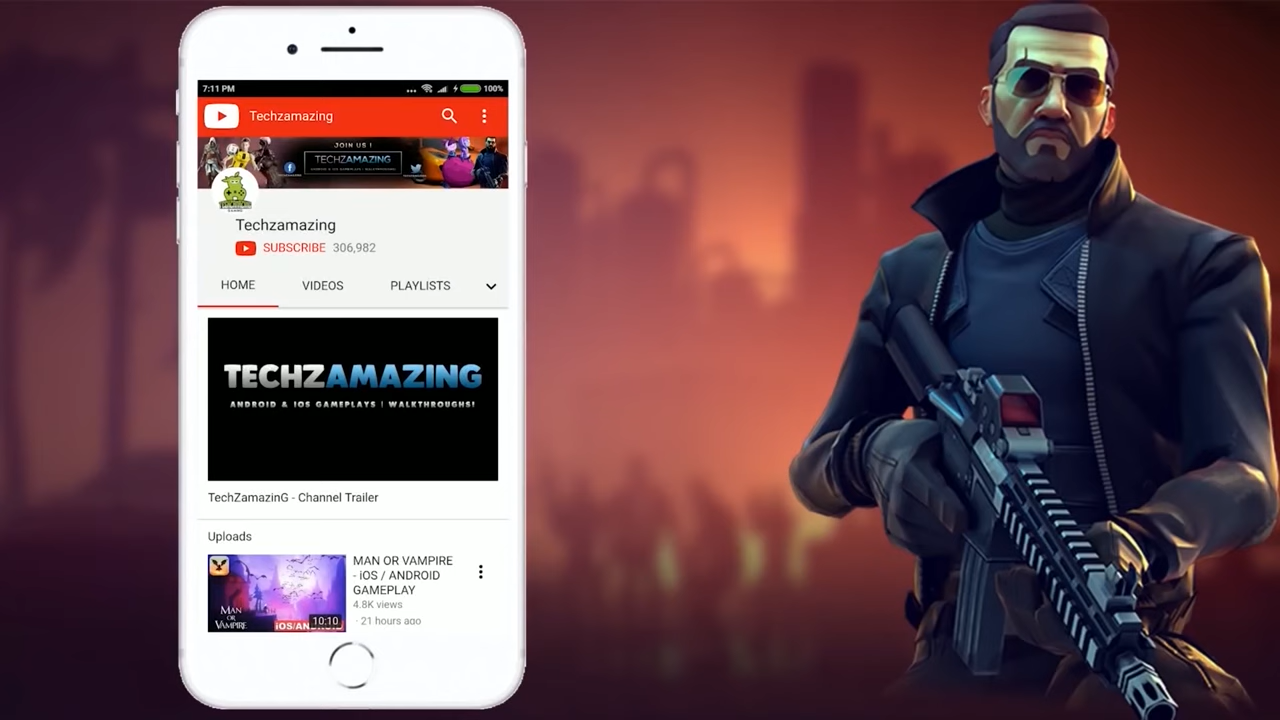 7:11 PM
100%
Techzamazing
JOIN US !
TECHZAMAZING
Techzamazing
SUBSCRIBE 306,982
HOME VIDEOS PLAYLISTS
TECHZAMAZING
ANDROID & IOS GAMEPLAYS | WALKTHROUGHS!
TechZamazinG - Channel Trailer
Uploads
MAN OR VAMPIRE
- iOS / ANDROID
GAMEPLAY
4.8K views
· 21 hours ago
MAN
OR
VAMPIRE
10:10